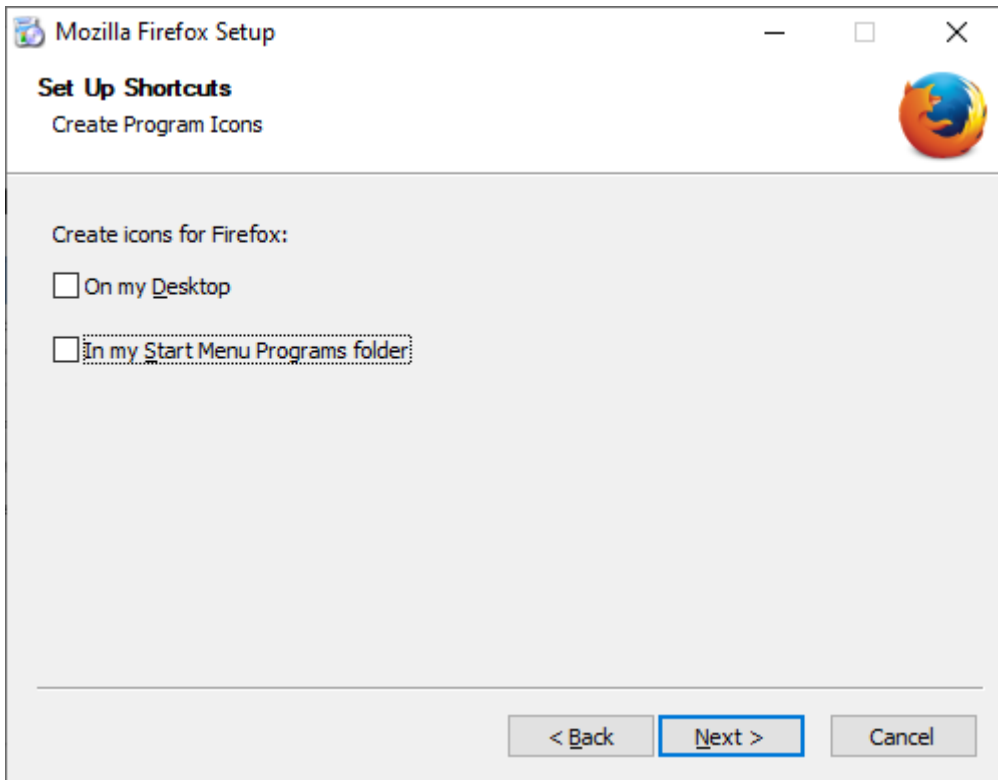 Mozilla Firefox Setup
Set Up Shortcuts
Create Program Icons
Create icons for Firefox:
On my Desktop
In my Start Menu Programs folder
< Back Next > Cancel